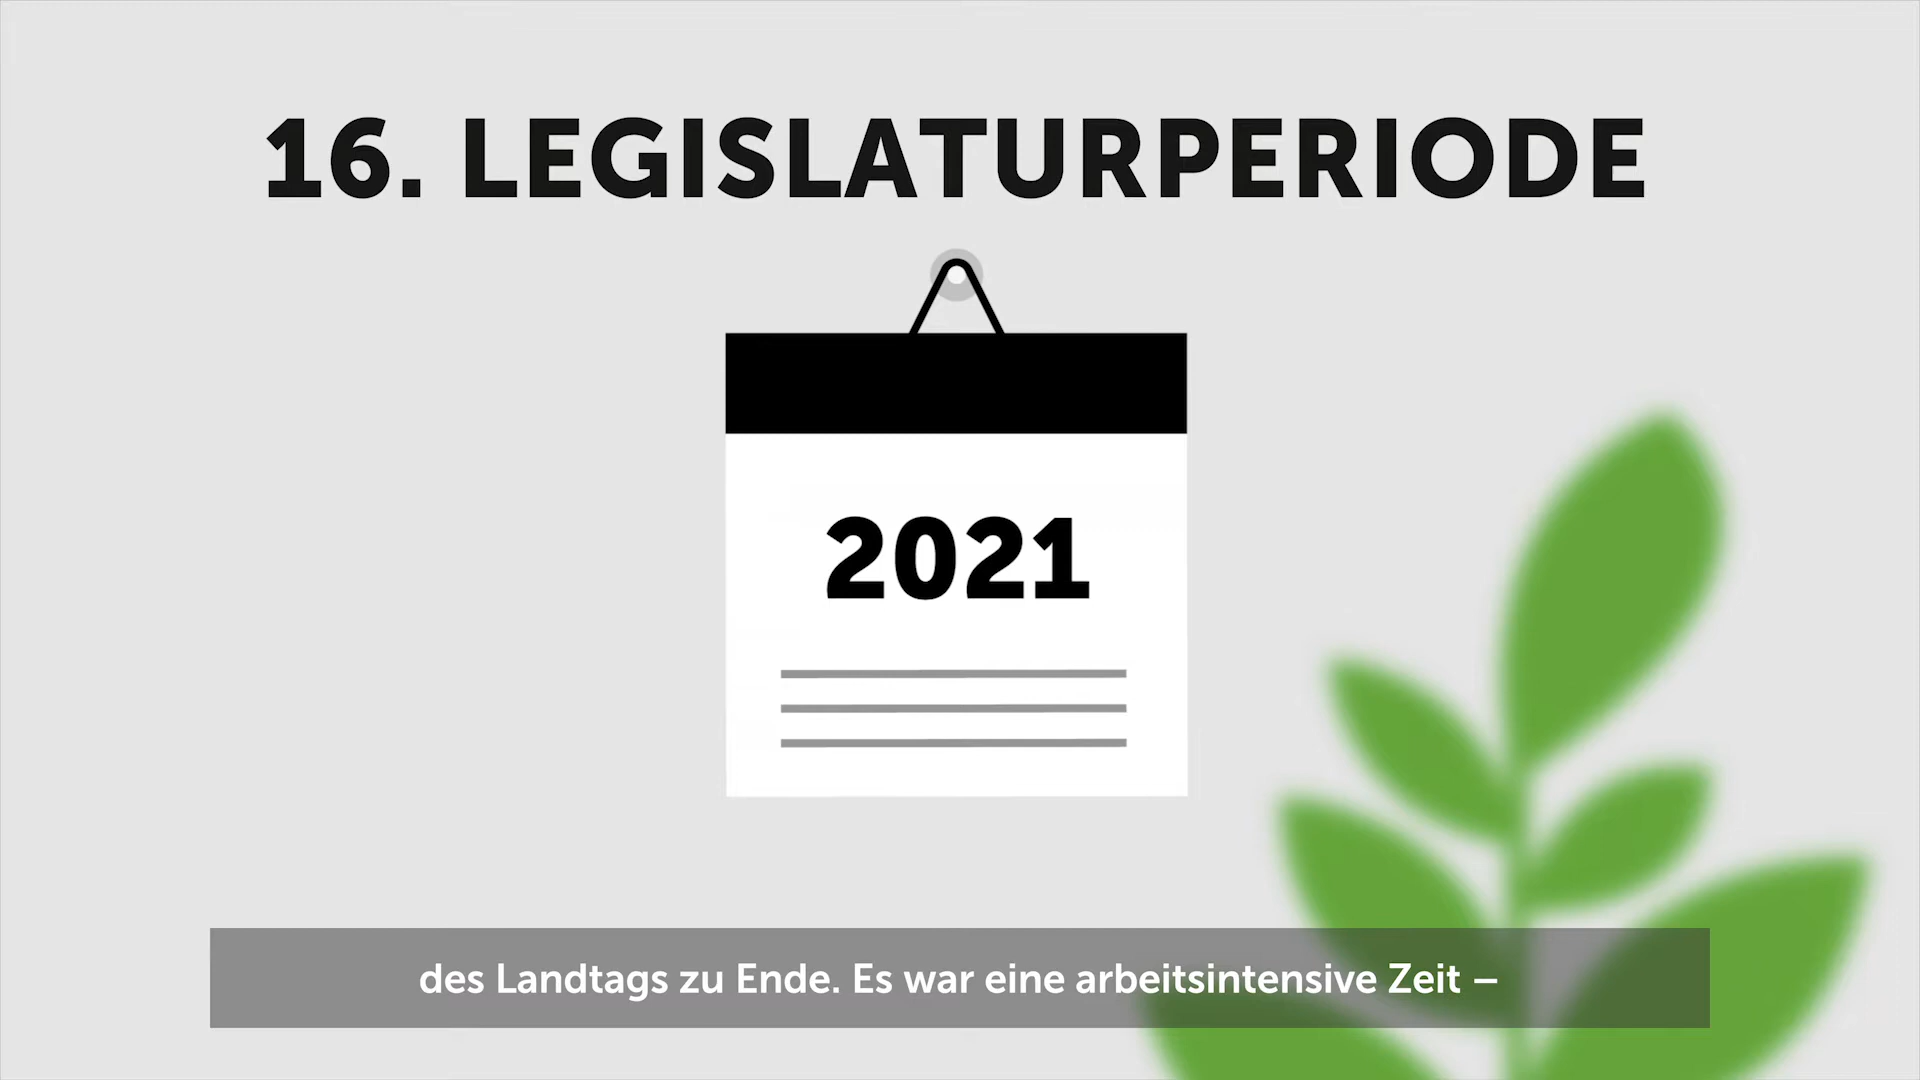 16. LEGISLATURPERIODE
2021
des Landtags zu Ende. Es war eine arbeitsintensive Zeit –